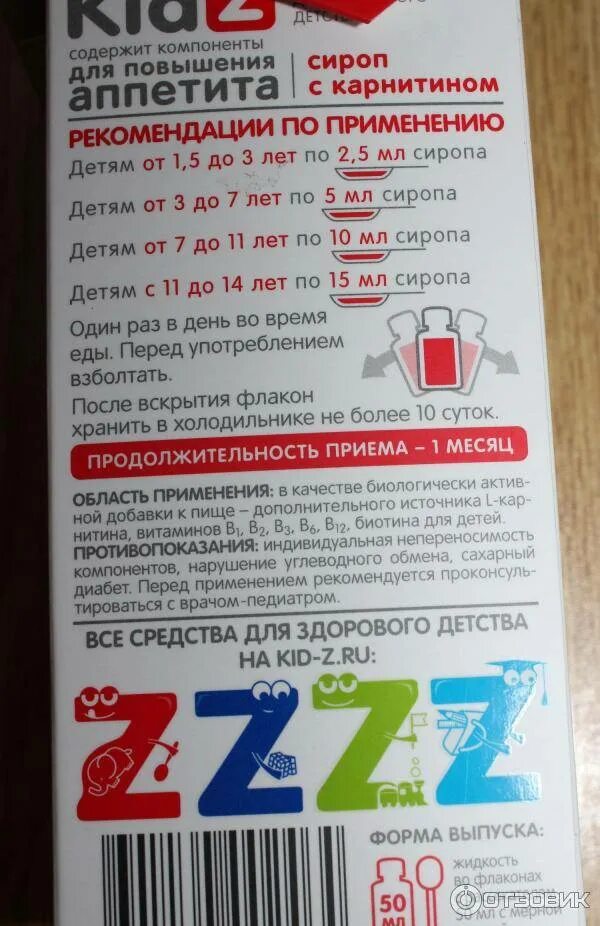 KidZ
ДЕТСТ
содержит компоненты
для повышения
аппетита
сироп
с карнитином
РЕКОМЕНДАЦИИ ПО ПРИМЕНЕНИЮ
Детям от 1,5 до 3 лет по 2,5 мл сиропа
Детям от 3 до 7 лет по 5 мл сиропа
Детям от 7 до 11 лет по 10 мл сиропа
Детям с 11 до 14 лет по 15 мл сиропа
Один раз в день во время
еды. Перед употреблением
взболтать.
После вскрытия флакон
хранить в холодильнике не более 10 суток.
ПРОДОЛЖИТЕЛЬНОСТЬ ПРИЕМА – 1 МЕСЯЦ
ОБЛАСТЬ ПРИМЕНЕНИЯ: в качестве биологически актив-
ной добавки к пище – дополнительного источника L-кар-
нитина, витаминов B1, B2, B3, B6, B12, биотина для детей.
ПРОТИВОПОКАЗАНИЯ: индивидуальная непереносимость
компонентов, нарушение углеводного обмена, сахарный
диабет. Перед применением рекомендуется проконсуль-
тироваться с врачом-педиатром.
ВСЕ СРЕДСТВА ДЛЯ ЗДОРОВОГО ДЕТСТВА
НА KID-Z.RU:
Z Z Z Z
ФОРМА ВЫПУСКА:
50
МЛ
жидкость
во флаконах
50 мл с мерной
ОТЗОВИК